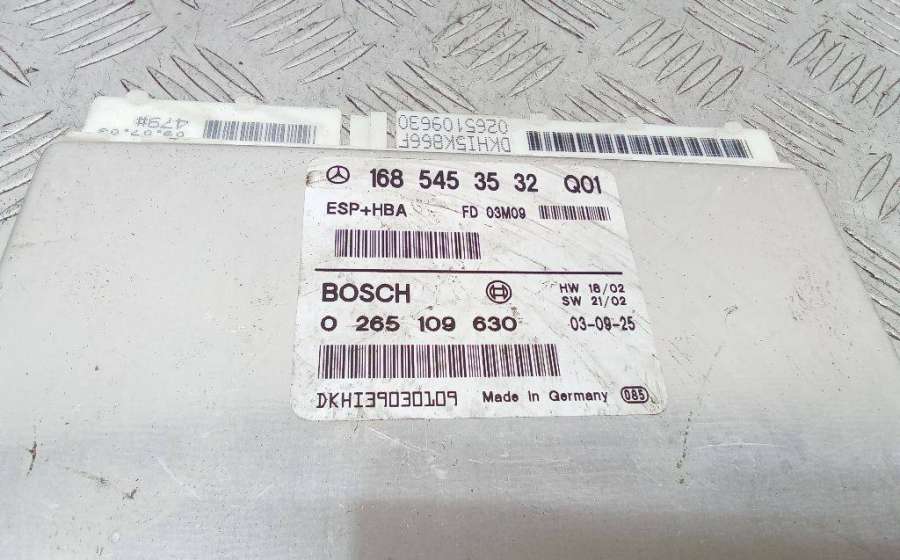 479#
DKHI5K866F
0265109630
168 545 35 32 Q01
ESP+HBA FD 03M09
BOSCH HW 18/02
SW 21/02
0 265 109 630 03-09-25
DKHI39030109 Made in Germany 085